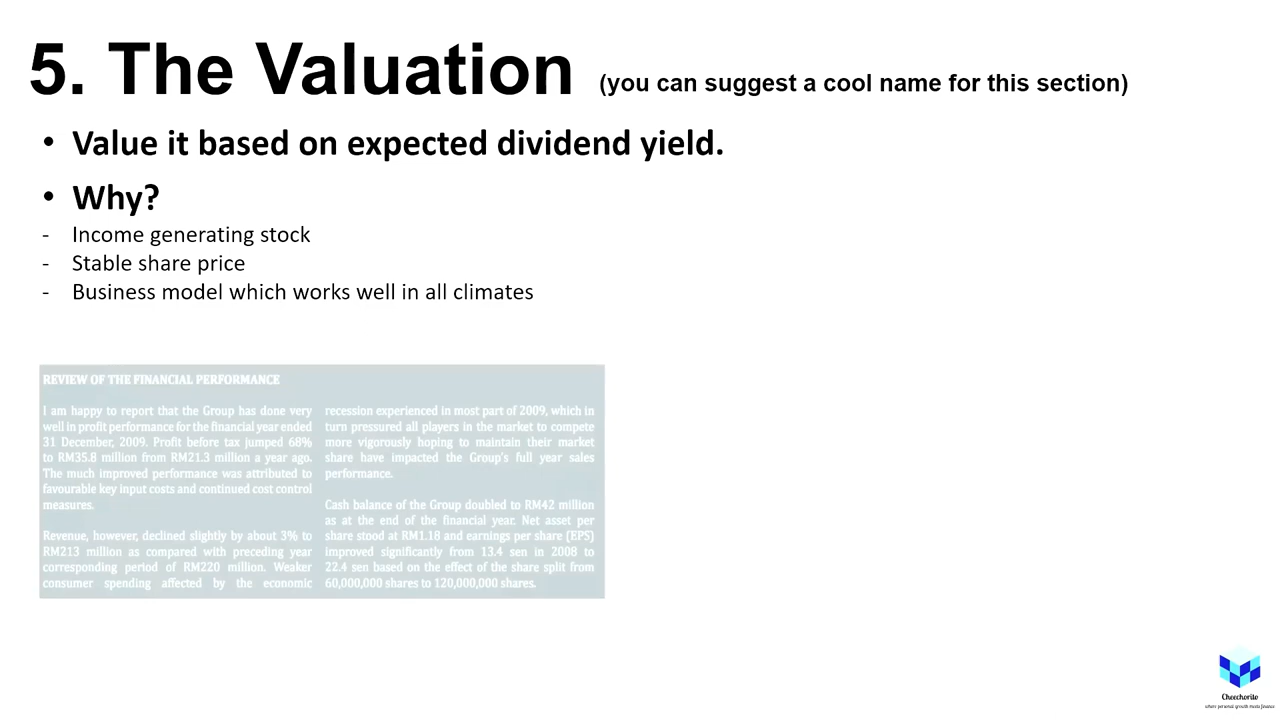 5. The Valuation (you can suggest a cool name for this section)
• Value it based on expected dividend yield.
• Why?
- Income generating stock
- Stable share price
- Business model which works well in all climates
REVIEW OF THE FINANCIAL PERFORMANCE
I am happy to report that the Group has done very
well in profit performance for the financial year ended
31 December, 2009. Profit before tax jumped 68%
to RM35.8 million from RM21.3 million a year ago.
The much improved performance was attributed to
favourable key input costs and continued cost control
measures.
Revenue, however, declined slightly by about 3% to
RM213 million as compared with preceding year
corresponding period of RM220 million. Weaker
consumer spending affected by the economic
recession experienced in most part of 2009, which in
turn pressured all players in the market to compete
more vigorously hoping to maintain their market
share have impacted the Group's full year sales
performance.
Cash balance of the Group doubled to RM42 million
as at the end of the financial year. Net asset per
share stood at RM1.18 and earnings per share (EPS)
improved significantly from 13.4 sen in 2008 to
22.4 sen based on the effect of the share split from
60,000,000 shares to 120,000,000 shares.
Cheechorite
where personal growth meets finance